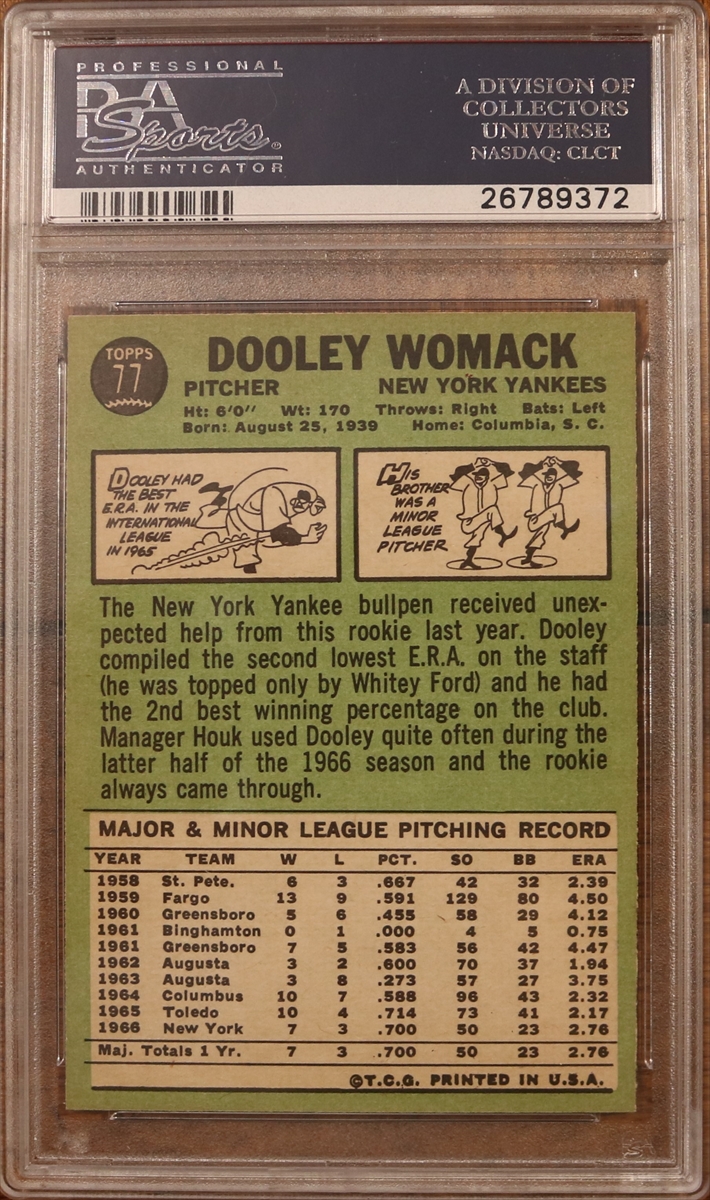 PROFESSIONAL
PSA
Sports®
AUTHENTICATOR
A DIVISION OF
COLLECTORS
UNIVERSE
NASDAQ: CLCT
26789372
TOPPS
77
DOOLEY WOMACK
PITCHER NEW YORK YANKEES
Ht: 6'0" Wt: 170 Throws: Right Bats: Left
Born: August 25, 1939 Home: Columbia, S. C.
DOOLEY HAD
THE BEST
E.R.A. IN THE
INTERNATIONAL
LEAGUE
IN 1965
HIS
BROTHER
WAS A
MINOR
LEAGUE
PITCHER
The New York Yankee bullpen received unex-
pected help from this rookie last year. Dooley
compiled the second lowest E.R.A. on the staff
(he was topped only by Whitey Ford) and he had
the 2nd best winning percentage on the club.
Manager Houk used Dooley quite often during the
latter half of the 1966 season and the rookie
always came through.
MAJOR & MINOR LEAGUE PITCHING RECORD
YEAR TEAM W L PCT. SO BB ERA
1958 St. Pete. 6 3 .667 42 32 2.39
1959 Fargo 13 9 .591 129 80 4.50
1960 Greensboro 5 6 .455 58 29 4.12
1961 Binghamton 0 1 .000 4 5 0.75
1961 Greensboro 7 5 .583 56 42 4.47
1962 Augusta 3 2 .600 70 37 1.94
1963 Augusta 3 8 .273 57 27 3.75
1964 Columbus 10 7 .588 96 43 2.32
1965 Toledo 10 4 .714 73 41 2.17
1966 New York 7 3 .700 50 23 2.76
Maj. Totals 1 Yr. 7 3 .700 50 23 2.76
©T.C.G. PRINTED IN U.S.A.